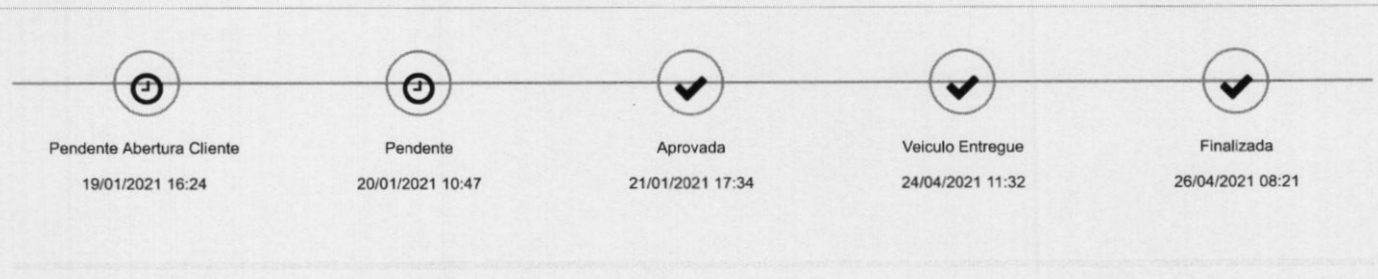 Pendente Abertura Cliente
19/01/2021 16:24
Pendente
20/01/2021 10:47
Aprovada
21/01/2021 17:34
Veiculo Entregue
24/04/2021 11:32
Finalizada
26/04/2021 08:21